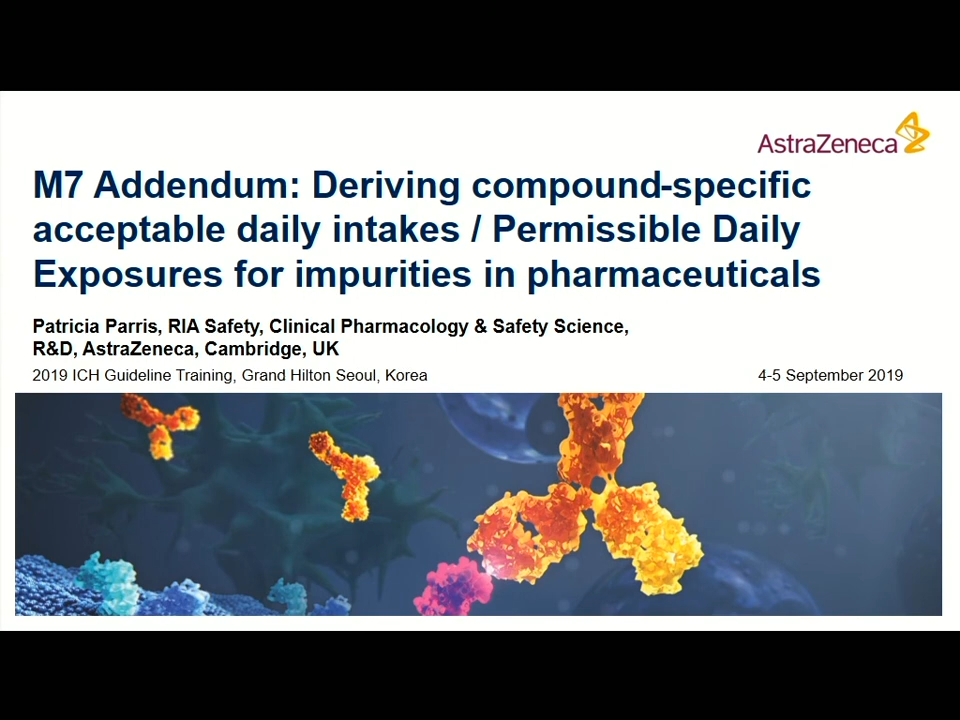 AstraZeneca
M7 Addendum: Deriving compound-specific
acceptable daily intakes / Permissible Daily
Exposures for impurities in pharmaceuticals
Patricia Parris, RIA Safety, Clinical Pharmacology & Safety Science,
R&D, AstraZeneca, Cambridge, UK
2019 ICH Guideline Training, Grand Hilton Seoul, Korea
4-5 September 2019